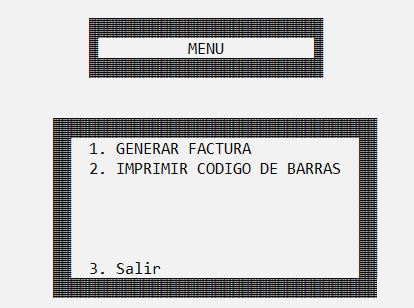 MENU
1. GENERAR FACTURA
2. IMPRIMIR CODIGO DE BARRAS
3. Salir